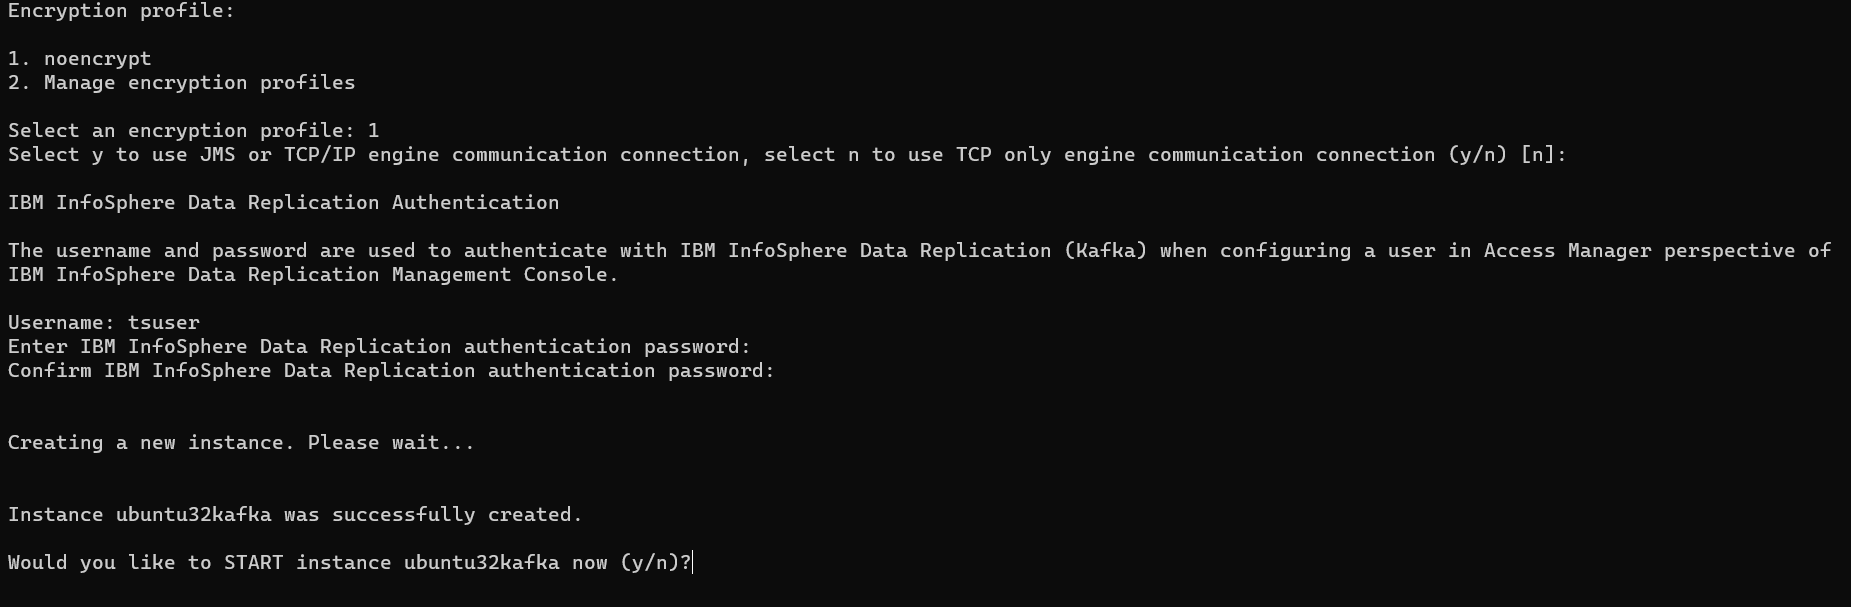 Encryption profile:
1. noencrypt
2. Manage encryption profiles
Select an encryption profile: 1
Select y to use JMS or TCP/IP engine communication connection, select n to use TCP only engine communication connection (y/n) [n]:
IBM InfoSphere Data Replication Authentication
The username and password are used to authenticate with IBM InfoSphere Data Replication (Kafka) when configuring a user in Access Manager perspective of
IBM InfoSphere Data Replication Management Console.
Username: tsuser
Enter IBM InfoSphere Data Replication authentication password:
Confirm IBM InfoSphere Data Replication authentication password:
Creating a new instance. Please wait...
Instance ubuntu32kafka was successfully created.
Would you like to START instance ubuntu32kafka now (y/n)?